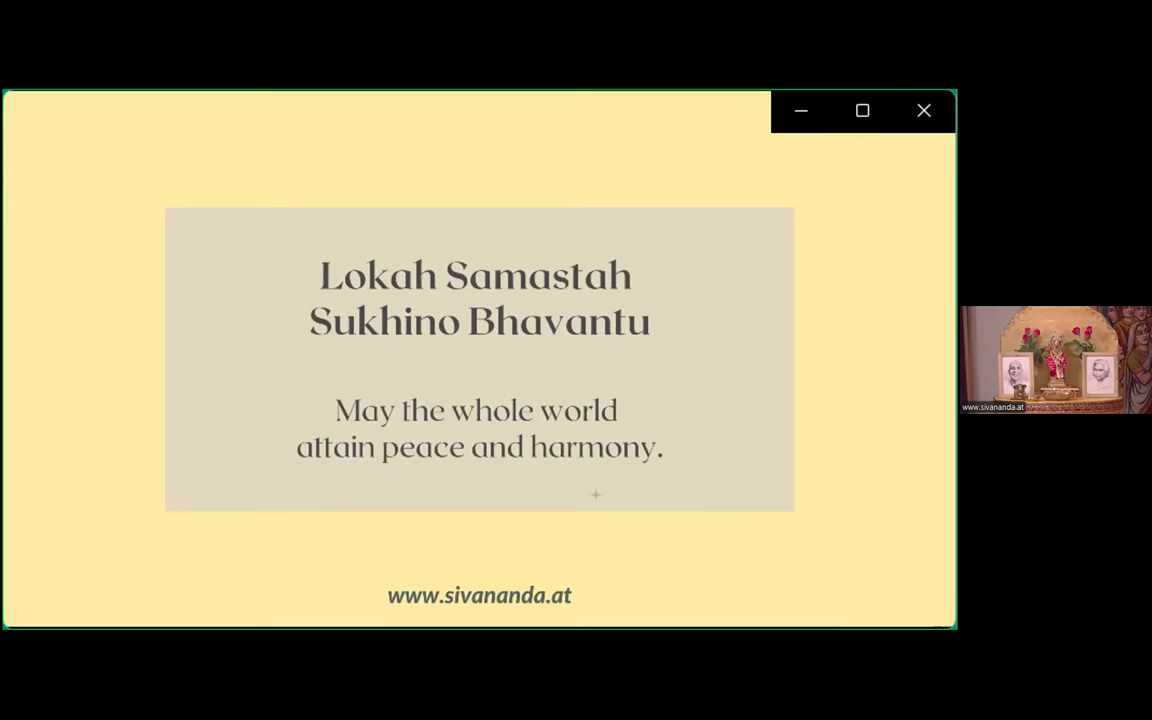 Lokah Samastah
Sukhino Bhavantu
May the whole world
attain peace and harmony.
www.sivananda.at
www.sivananda.at